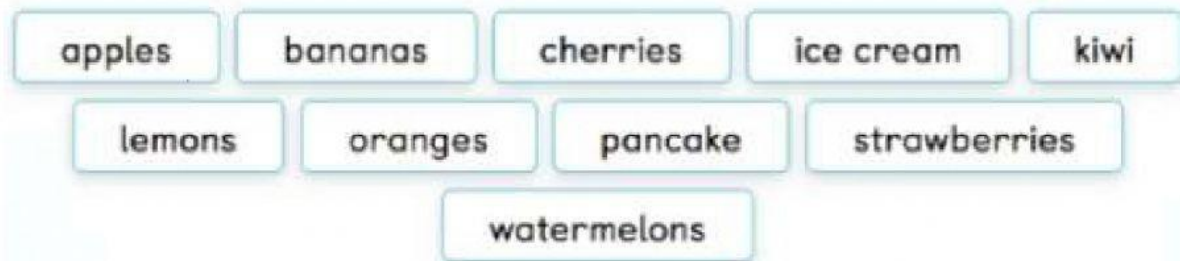 apples bananas cherries ice cream kiwi
lemons oranges pancake strawberries
watermelons